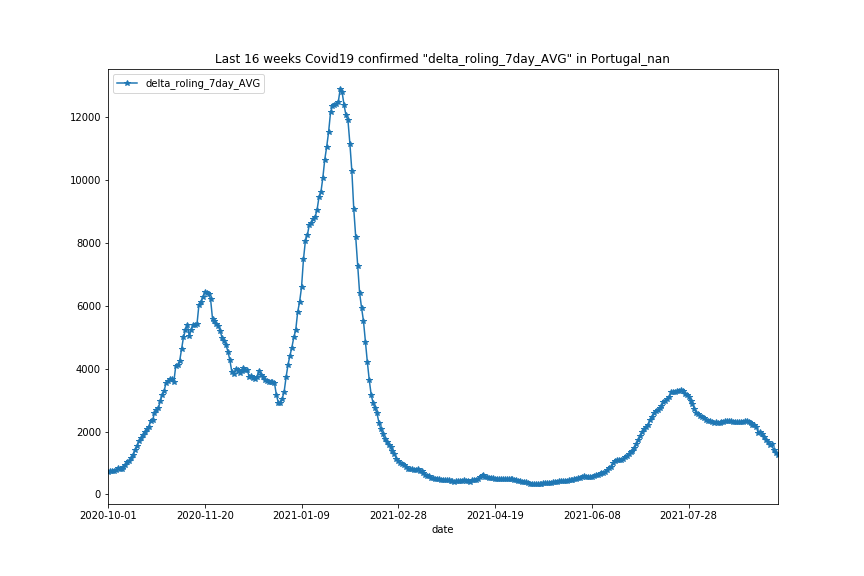 Last 16 weeks Covid19 confirmed "delta_roling_7day_AVG" in Portugal_nan
delta_roling_7day_AVG
12000
10000
8000
6000
4000
2000
0
2020-10-01 2020-11-20 2021-01-09 2021-02-28 2021-04-19 2021-06-08 2021-07-28
date